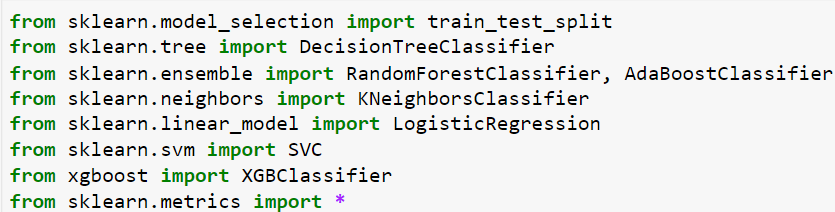 from sklearn.model_selection import train_test_split
from sklearn.tree import DecisionTreeClassifier
from sklearn.ensemble import RandomForestClassifier, AdaBoostClassifier
from sklearn.neighbors import KNeighborsClassifier
from sklearn.linear_model import LogisticRegression
from sklearn.svm import SVC
from xgboost import XGBClassifier
from sklearn.metrics import *